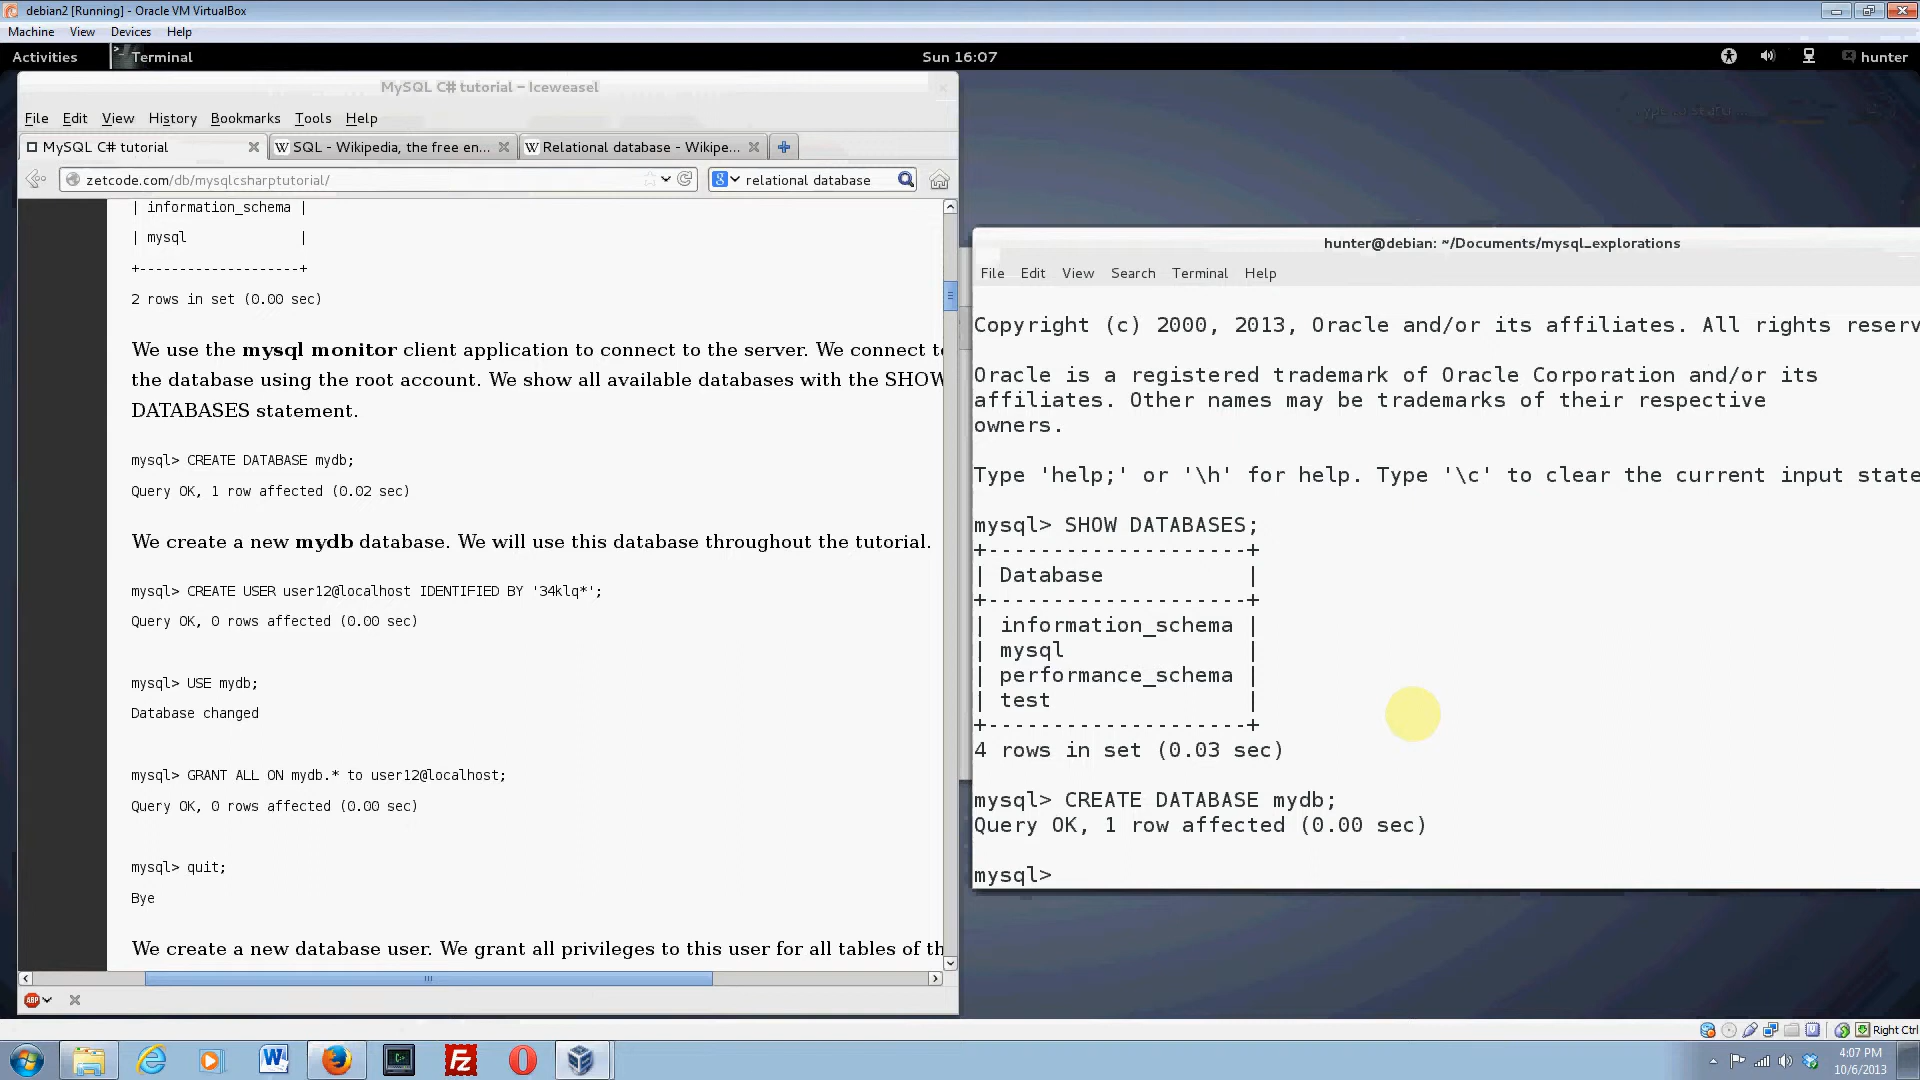 debian2 [Running] - Oracle VM VirtualBox
Machine View Devices Help
Activities Terminal Sun 16:07 hunter
MySQL C# tutorial – Iceweasel
File Edit View History Bookmarks Tools Help
MySQL C# tutorial SQL - Wikipedia, the free en... Relational database - Wikipe...
zetcode.com/db/mysqlcsharptutorial/ relational database
| information_schema |
| mysql |
+--------------------+
2 rows in set (0.00 sec)
We use the mysql monitor client application to connect to the server. We connect to
the database using the root account. We show all available databases with the SHOW
DATABASES statement.
mysql> CREATE DATABASE mydb;
Query OK, 1 row affected (0.02 sec)
We create a new mydb database. We will use this database throughout the tutorial.
mysql> CREATE USER user12@localhost IDENTIFIED BY '34klq*';
Query OK, 0 rows affected (0.00 sec)
mysql> USE mydb;
Database changed
mysql> GRANT ALL ON mydb.* to user12@localhost;
Query OK, 0 rows affected (0.00 sec)
mysql> quit;
Bye
We create a new database user. We grant all privileges to this user for all tables of th
ABP
hunter@debian: ~/Documents/mysql_explorations
File Edit View Search Terminal Help
Copyright (c) 2000, 2013, Oracle and/or its affiliates. All rights reserv
Oracle is a registered trademark of Oracle Corporation and/or its
affiliates. Other names may be trademarks of their respective
owners.
Type 'help;' or '\h' for help. Type '\c' to clear the current input state
mysql> SHOW DATABASES;
+--------------------+
| Database |
+--------------------+
| information_schema |
| mysql |
| performance_schema |
| test |
+--------------------+
4 rows in set (0.03 sec)
mysql> CREATE DATABASE mydb;
Query OK, 1 row affected (0.00 sec)
mysql>
Right Ctrl
4:07 PM
10/6/2013